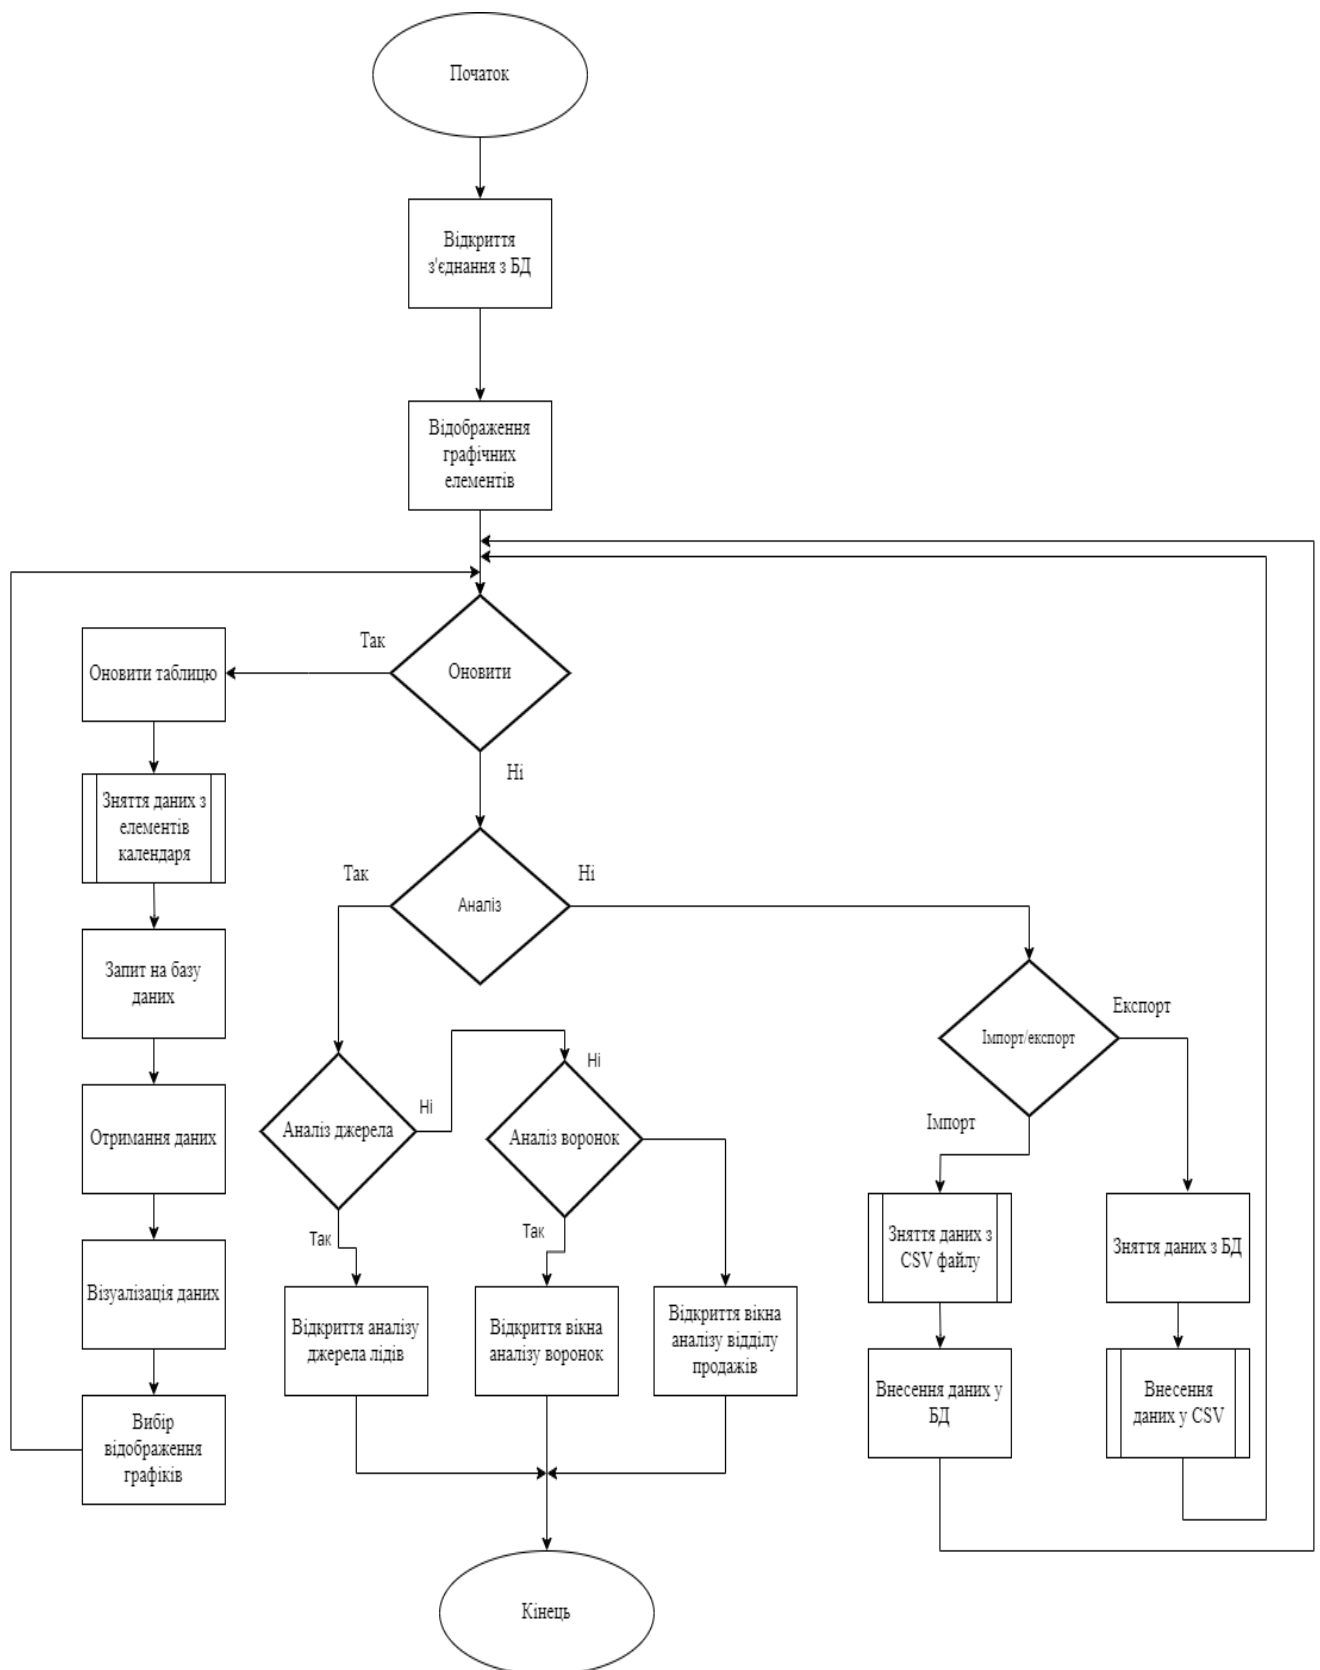 Початок
Відкриття
з'єднання з БД
Відображення
графічних
елементів
Так
Оновити
Оновити таблицю
Ні
Зняття даних з
елементів
календаря
Так
Аналіз
Ні
Запит на базу
даних
Імпорт/експорт
Експорт
Імпорт
Отримання даних
Аналіз джерела
Ні
Ні
Аналіз воронок
Так
Так
Візуалізація даних
Відкриття аналізу
джерела лідів
Відкриття вікна
аналізу воронок
Відкриття вікна
аналізу відділу
продажів
Зняття даних з
CSV файлу
Зняття даних з БД
Вибір
відображення
графіків
Внесення даних у
БД
Внесення
даних у CSV
Кінець